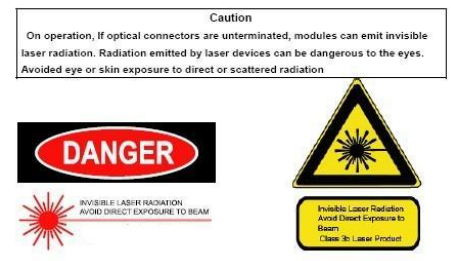 Caution
On operation, If optical connectors are unterminated, modules can emit invisible
laser radiation. Radiation emitted by laser devices can be dangerous to the eyes.
Avoided eye or skin exposure to direct or scattered radiation
DANGER
INVISIBLE LASER RADIATION
AVOID DIRECT EXPOSURE TO BEAM
Invisible Laser Radiation
Avoid Direct Exposure to
Beam
Class 3b Laser Product